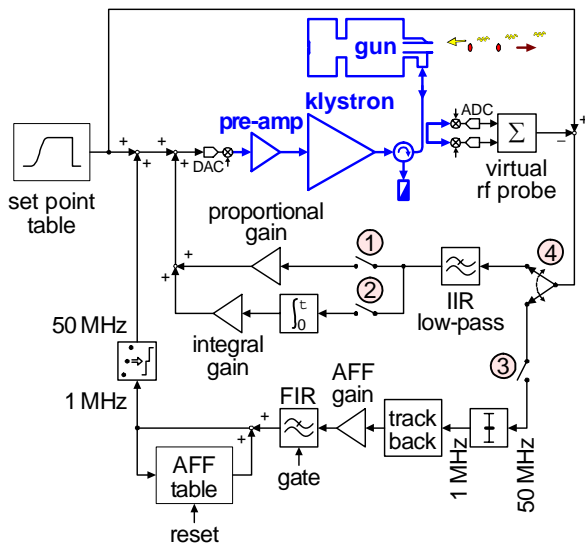 gun
klystron
pre-amp
ADC
DAC
+
+
+
+
+
−
Σ
virtual
rf probe
set point
table
proportional
gain
1
2
4
+
+
∫
t
0
IIR
low-pass
integral
gain
50 MHz
3
FIR
AFF
gain
track
back
1 MHz
+
+
AFF
table
gate
1 MHz
50 MHz
reset